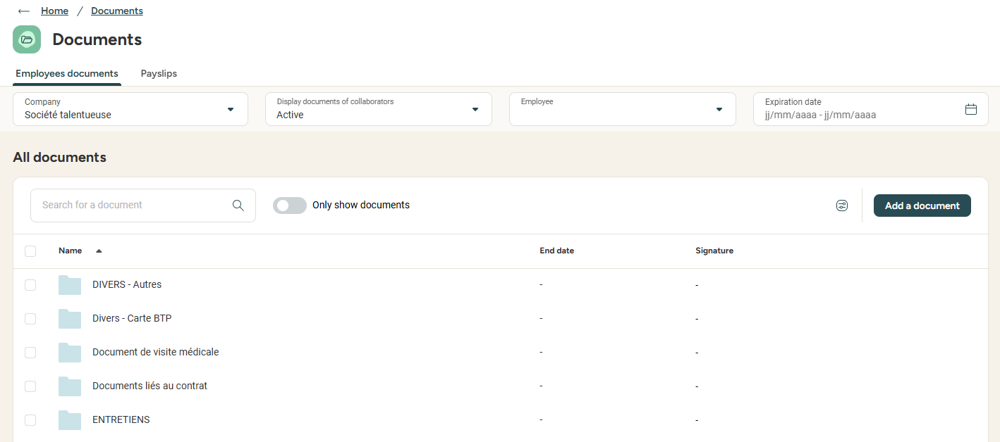 Home / Documents
Documents
Employees documents Payslips
Company
Société talentueuse
Display documents of collaborators
Active
Employee
Expiration date
jj/mm/aaaa - jj/mm/aaaa
All documents
Search for a document
Only show documents
Add a document
Name End date Signature
DIVERS - Autres - -
Divers - Carte BTP - -
Document de visite médicale - -
Documents liés au contrat - -
ENTRETIENS - -